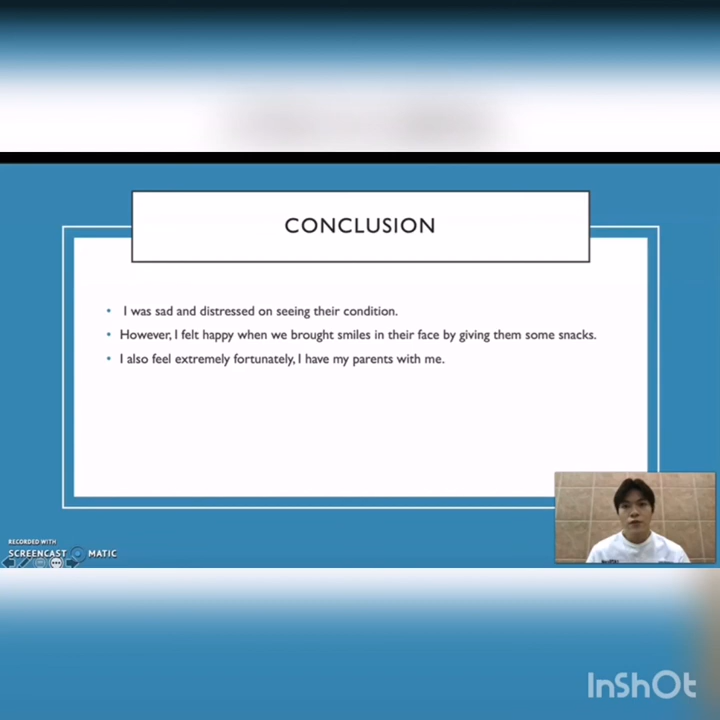 CONCLUSION
• I was sad and distressed on seeing their condition.
• However, I felt happy when we brought smiles in their face by giving them some snacks.
• I also feel extremely fortunately, I have my parents with me.
RECORDED WITH
SCREENCAST MATIC
InShOt